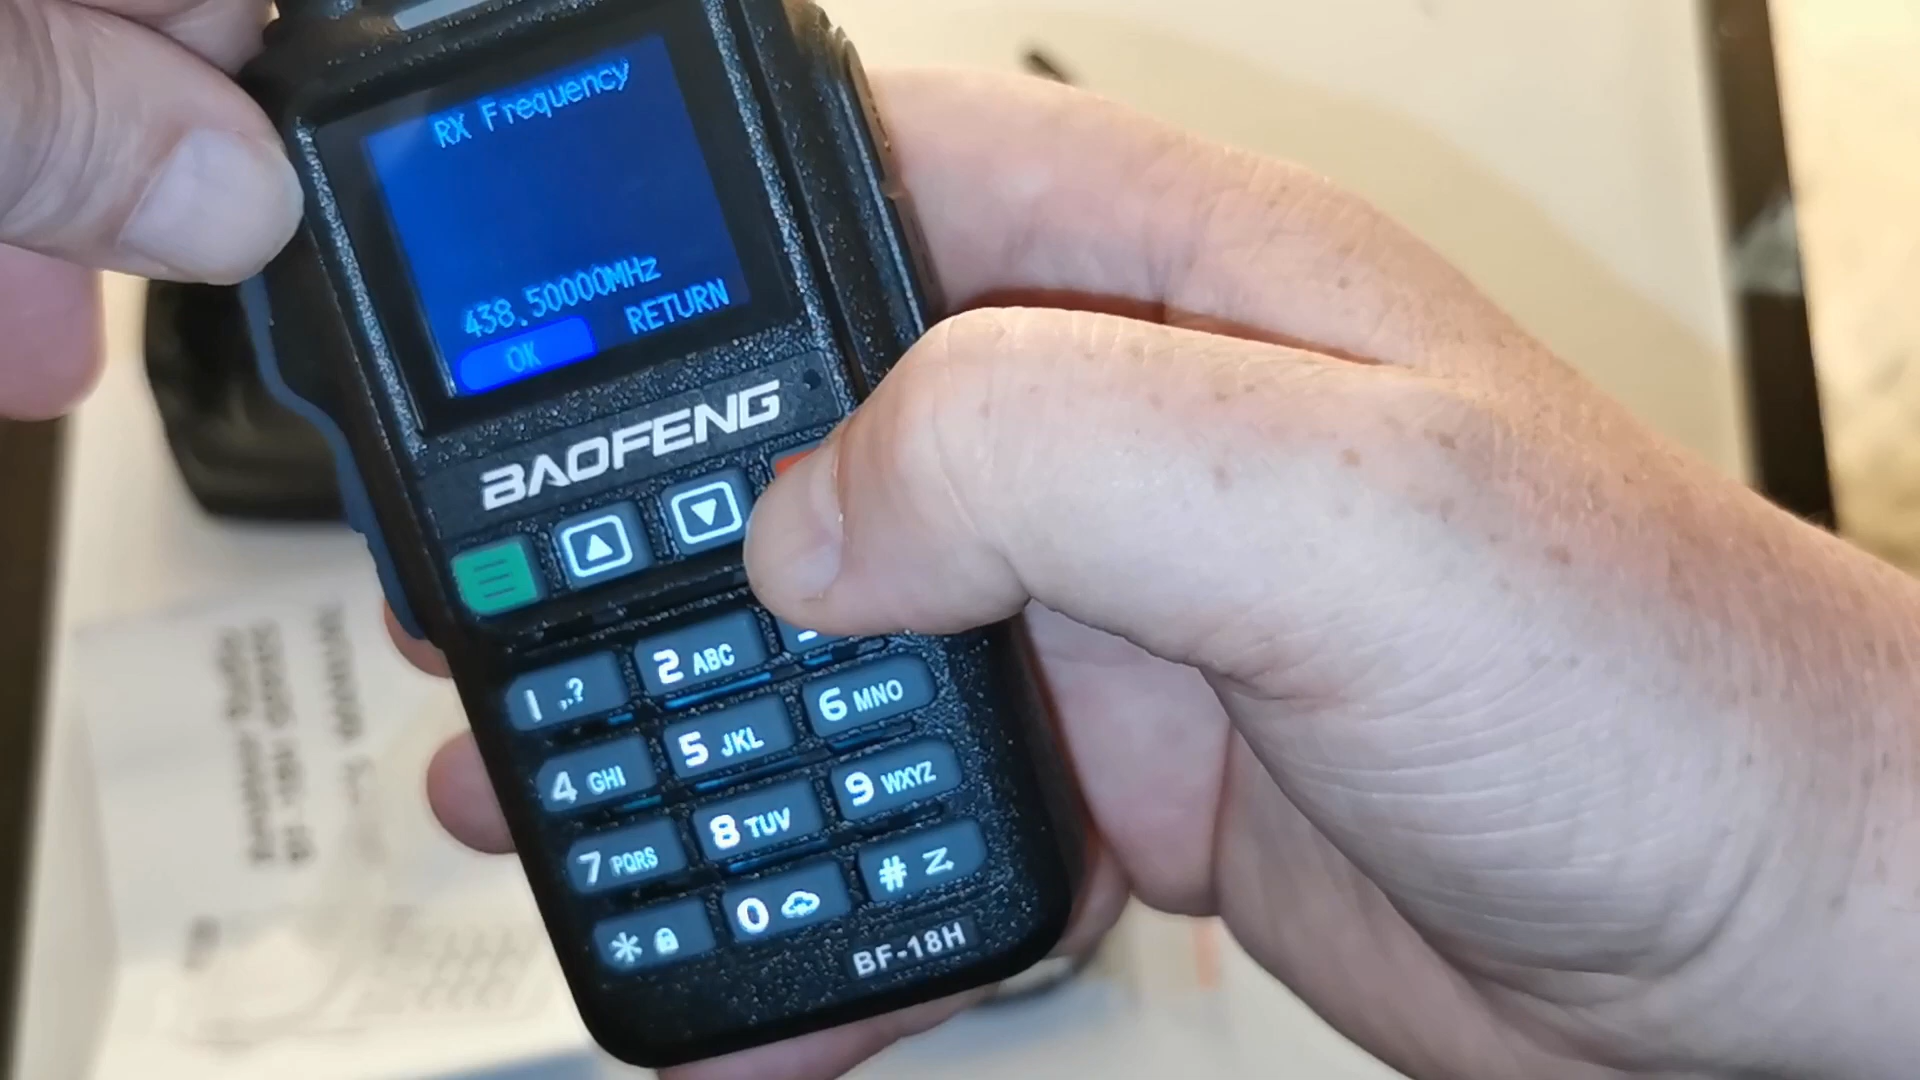 RX Frequency
438.50000MHz
OK RETURN
BAOFENG
1 ,.? 2 ABC
4 GHI 5 JKL 6 MNO
7 PQRS 8 TUV 9 WXYZ
* 0 #
BF-18H